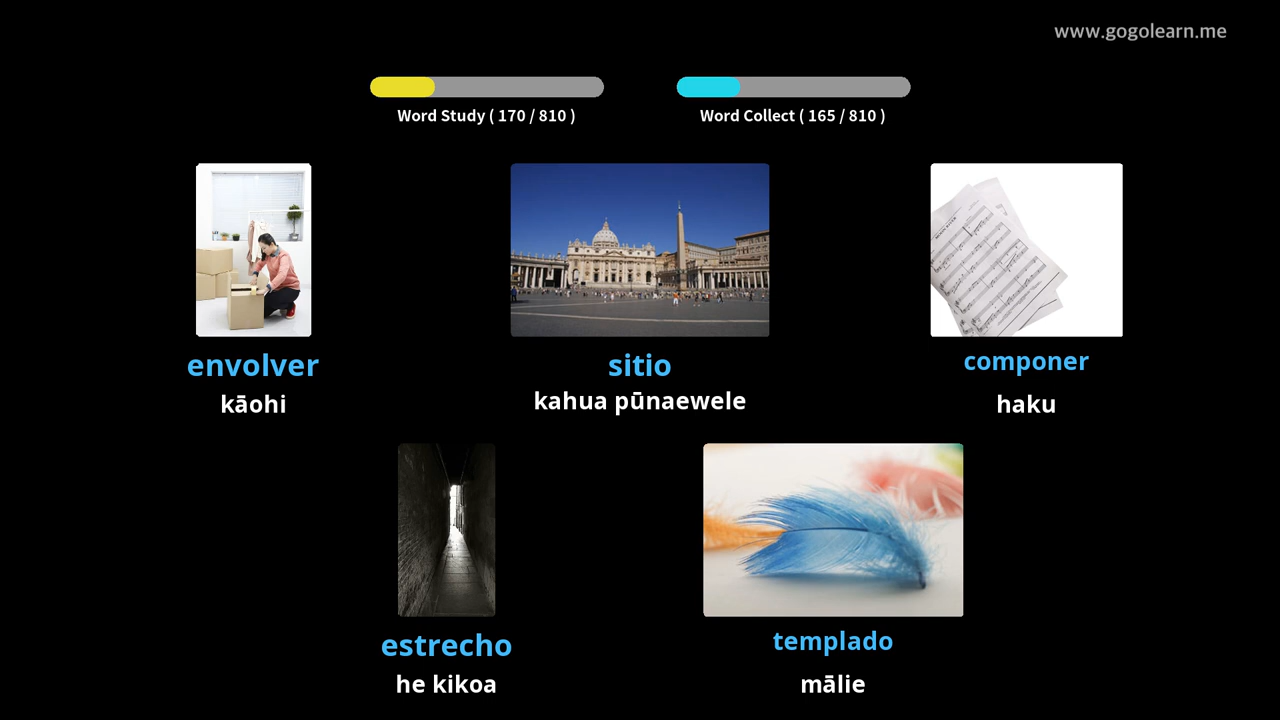 www.gogolearn.me
Word Study ( 170 / 810 )
Word Collect ( 165 / 810 )
envolver
kāohi
sitio
kahua pūnaewele
componer
haku
estrecho
he kikoa
templado
mālie